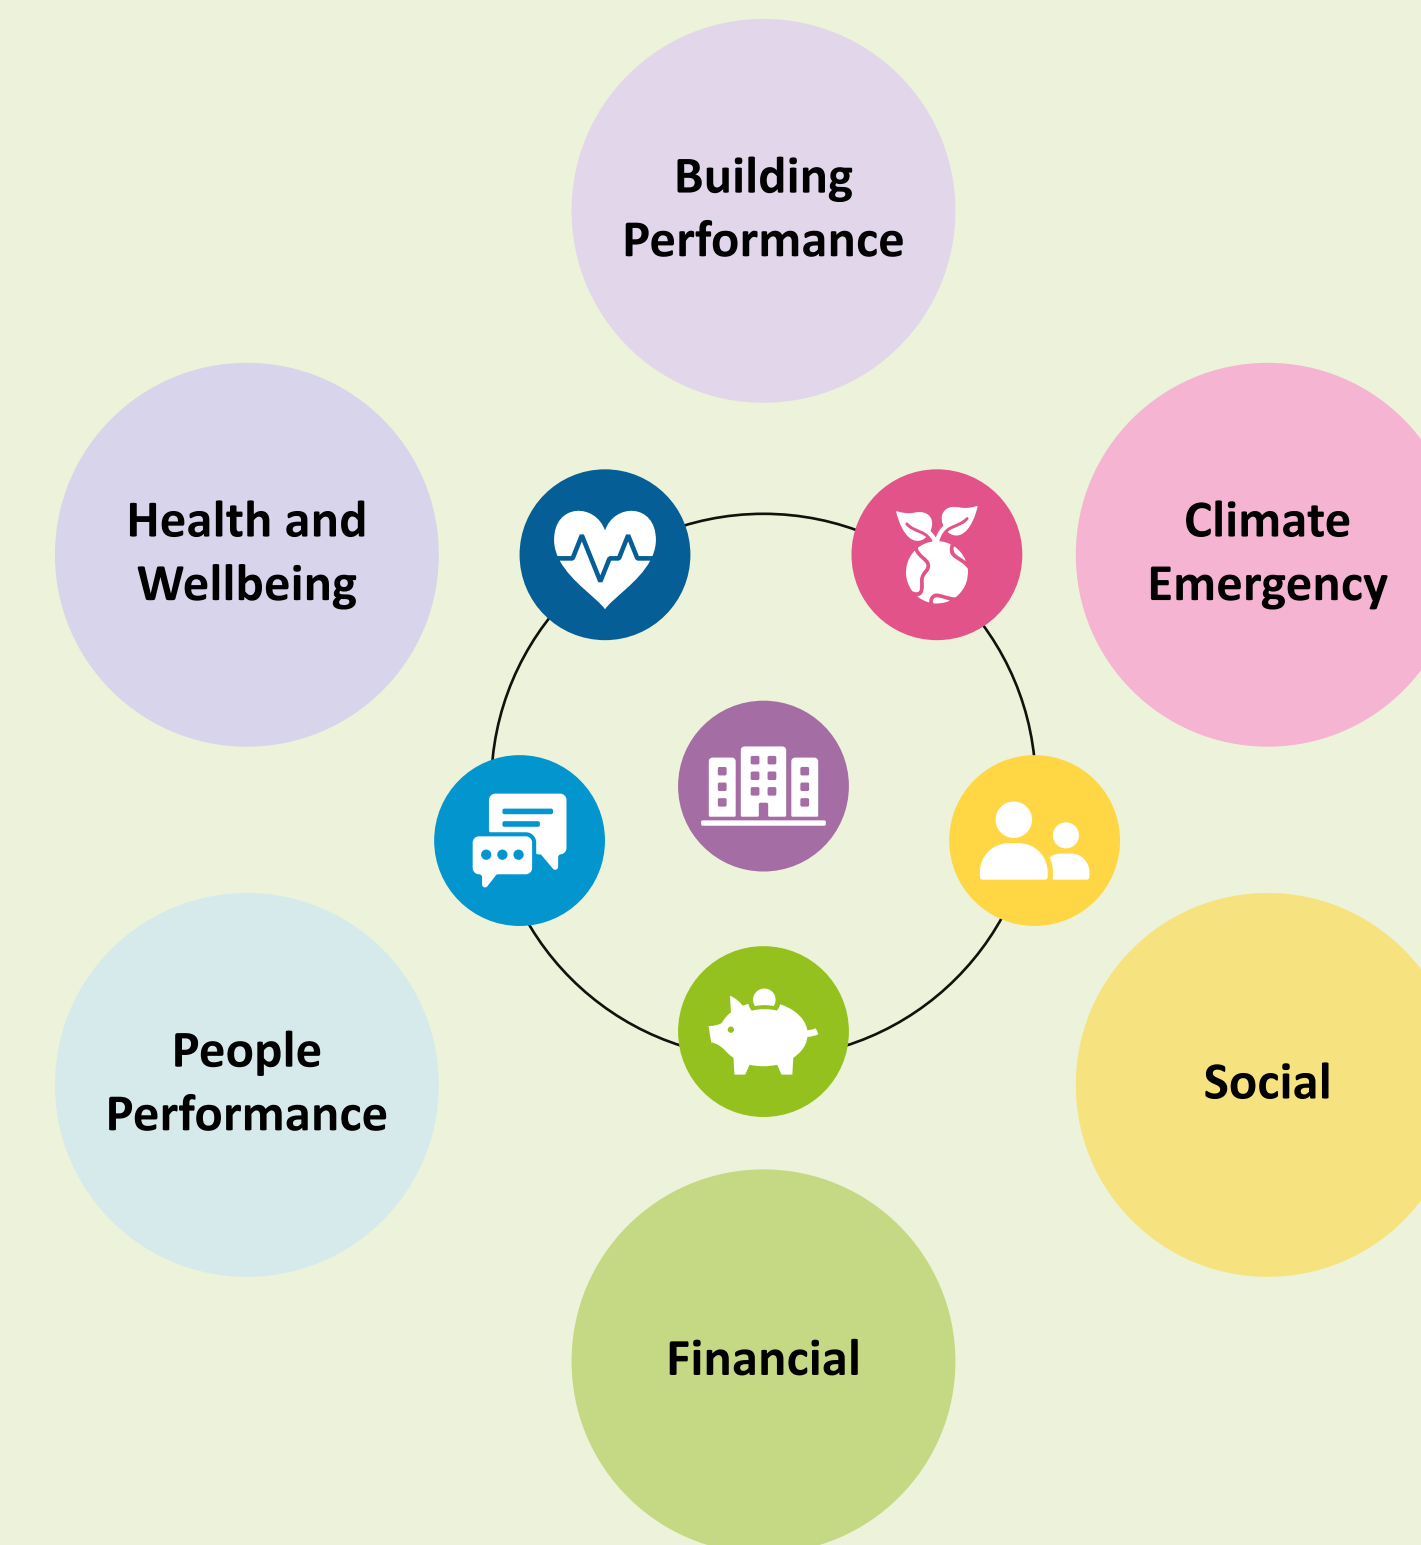 Building
Performance
Health and
Wellbeing
Climate
Emergency
People
Performance
Social
Financial